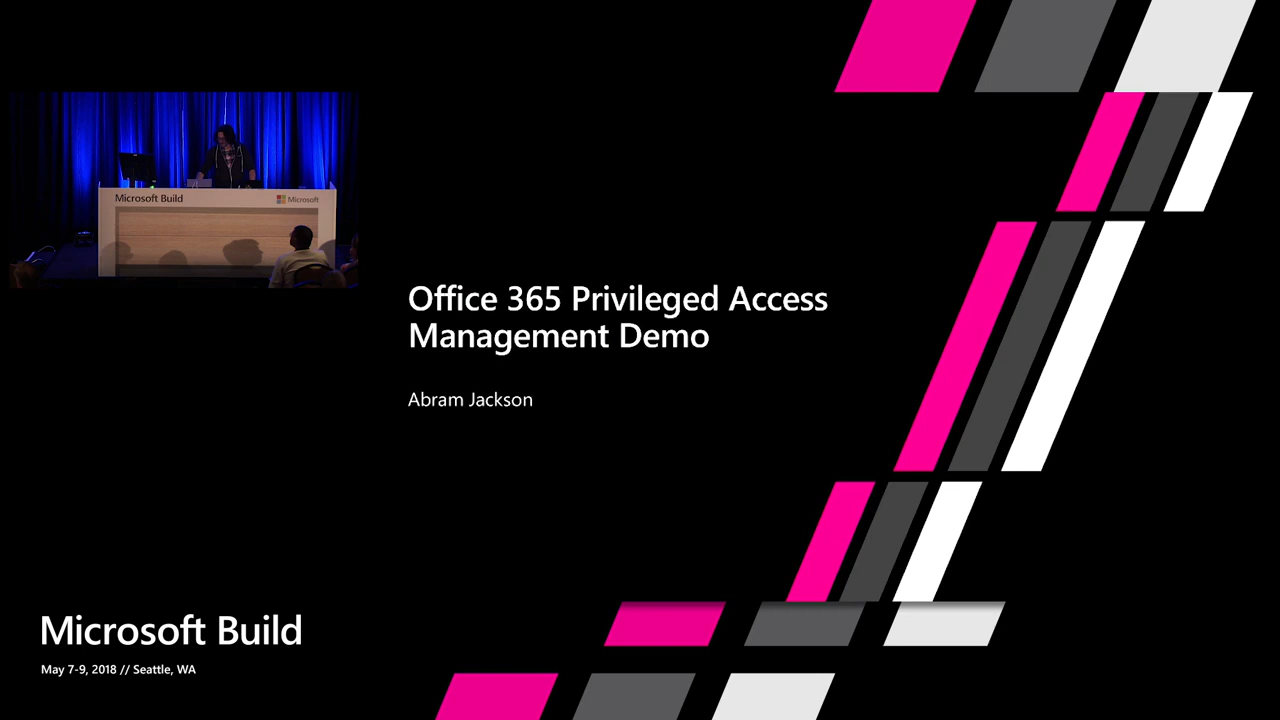 Microsoft Build
Microsoft
Office 365 Privileged Access
Management Demo
Abram Jackson
Microsoft Build
May 7-9, 2018 // Seattle, WA